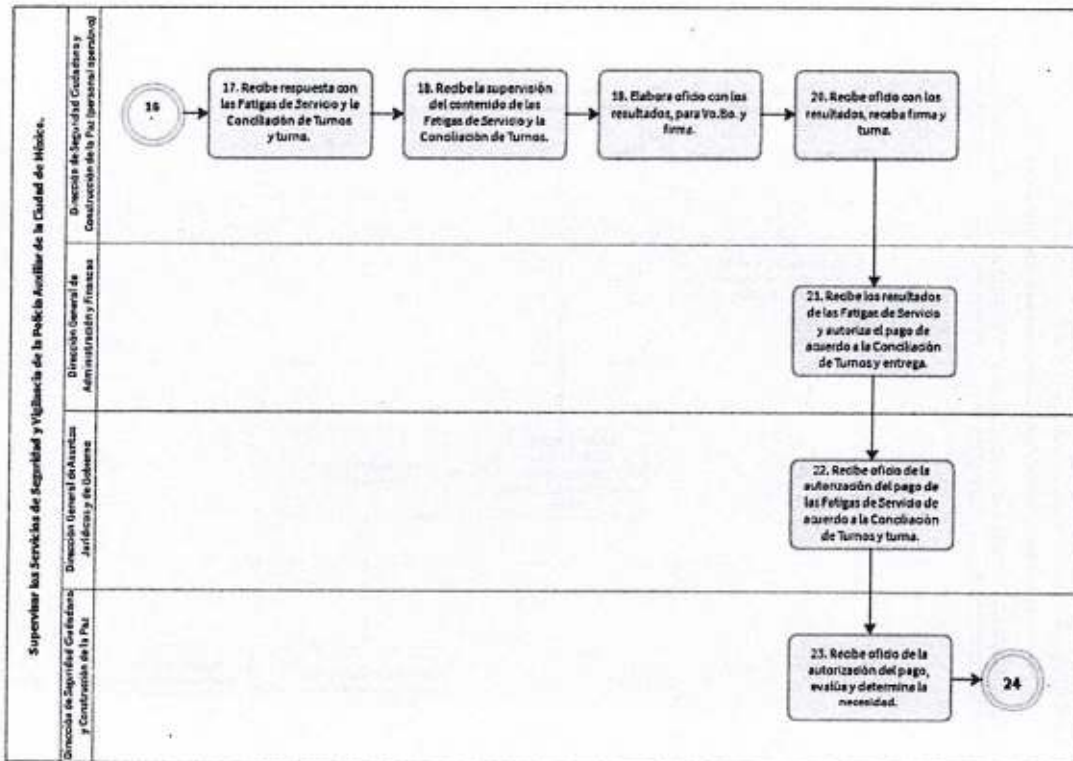 Supervisar los Servicios de Seguridad y Vigilancia de la Policía Auxiliar de la Ciudad de México.
Dirección de Seguridad Ciudadana y
Construcción de la Paz (personal operativo)
16
17. Recibe respuesta con
las Fatigas de Servicio y la
Conciliación de Turnos
y turna.
18. Recibe la supervisión
del contenido de las
Fatigas de Servicio y la
Conciliación de Turnos.
19. Elabora oficio con los
resultados, para Vo.Bo. y
firma.
20. Recibe oficio con los
resultados, recaba firma y
turna.
Dirección General de
Administración y Finanzas
21. Recibe los resultados
de las Fatigas de Servicio
y autoriza el pago de
acuerdo a la Conciliación
de Turnos y entrega.
Dirección General de Asuntos
Jurídicos y de Gobierno
22. Recibe oficio de la
autorización del pago de
las Fatigas de Servicio de
acuerdo a la Conciliación
de Turnos y turna.
Dirección de Seguridad Ciudadana
y Construcción de la Paz
23. Recibe oficio de la
autorización del pago,
evalúa y determina la
necesidad.
24